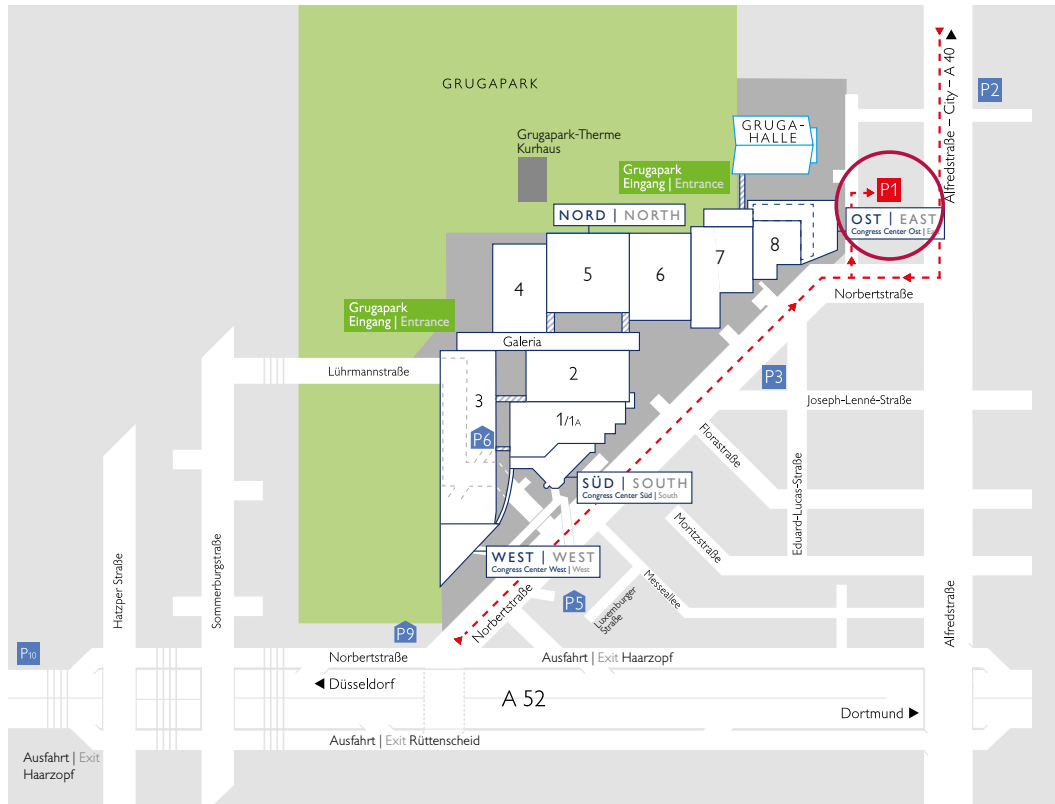 GRUGAPARK
Alfredstraße – City – A 40
P2
GRUGA-
HALLE
Grugapark-Therme
Kurhaus
Grugapark
Eingang | Entrance
P1
NORD | NORTH
OST | EAST
Congress Center Ost | Ea
8
7
6
5
4
Norbertstraße
Grugapark
Eingang | Entrance
Galeria
Lührmannstraße
2
3
P3
Joseph-Lenné-Straße
1/1A
P6
Florastraße
SÜD | SOUTH
Congress Center Süd | South
Eduard-Lucas-Straße
Moritzstraße
WEST | WEST
Congress Center West | West
Hatzper Straße
Sommerburgstraße
Messeallee
Luxemburger
Straße
P5
Norbertstraße
Alfredstraße
P9
P10
Norbertstraße
Ausfahrt | Exit Haarzopf
Düsseldorf
A 52
Dortmund
Ausfahrt | Exit Rüttenscheid
Ausfahrt | Exit
Haarzopf